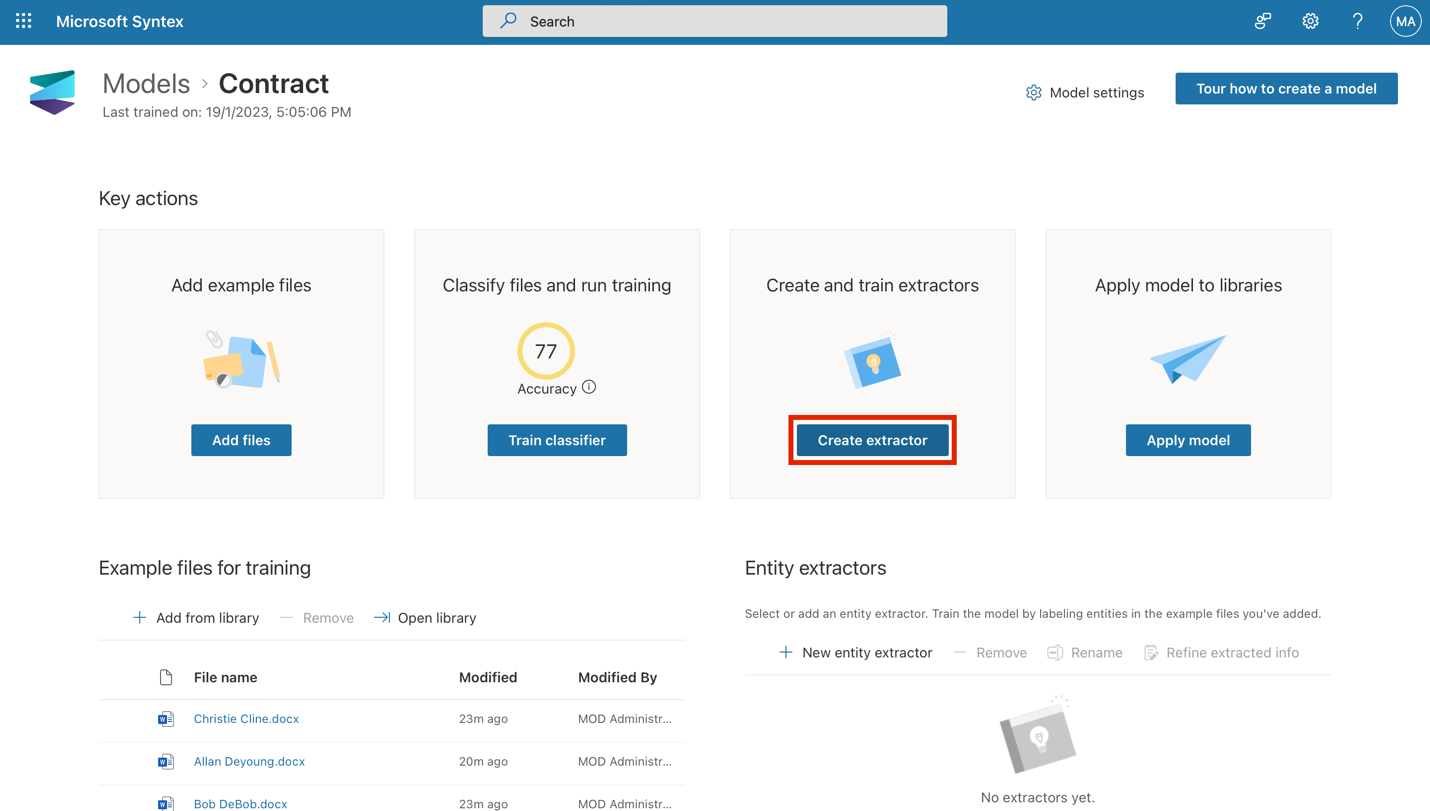 Microsoft Syntex
Search
MA
Models > Contract
Last trained on: 19/1/2023, 5:05:06 PM
Model settings
Tour how to create a model
Key actions
Add example files
Add files
Classify files and run training
77
Accuracy
Train classifier
Create and train extractors
Create extractor
Apply model to libraries
Apply model
Example files for training
Add from library
Remove
Open library
File name
Modified
Modified By
Christie Cline.docx
23m ago
MOD Administr...
Allan Deyoung.docx
20m ago
MOD Administr...
Bob DeBob.docx
23m ago
MOD Administr...
Entity extractors
Select or add an entity extractor. Train the model by labeling entities in the example files you've added.
New entity extractor
Remove
Rename
Refine extracted info
No extractors yet.